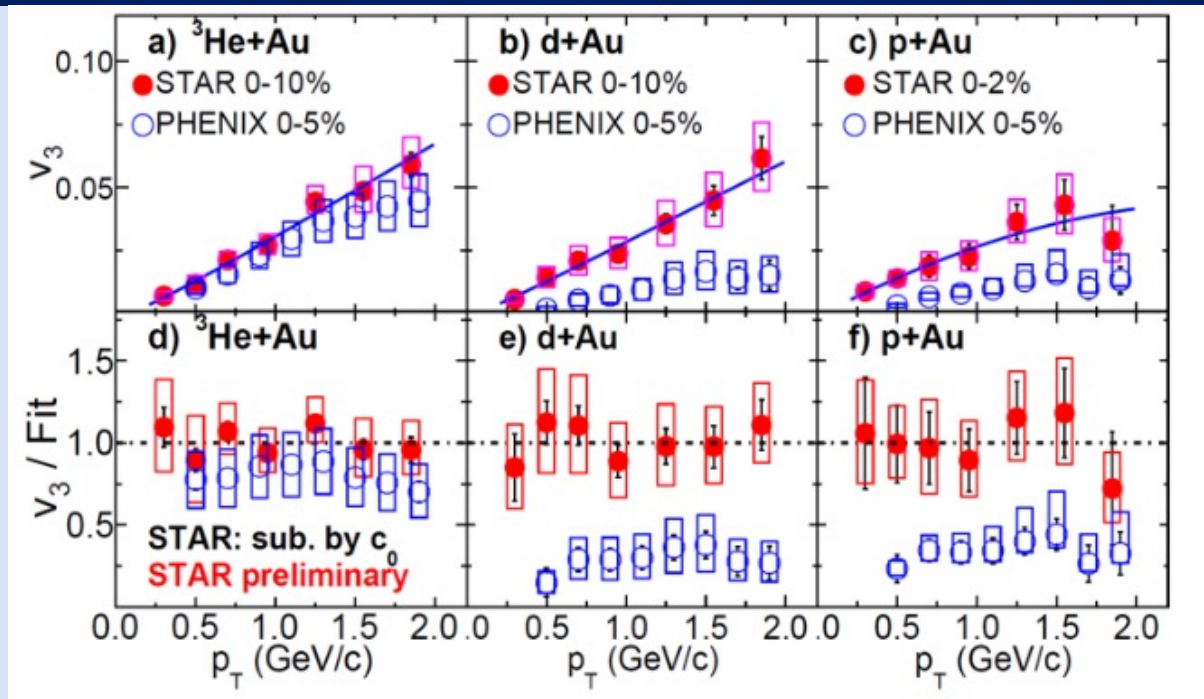 a) ³He+Au
STAR 0-10%
PHENIX 0-5%
b) d+Au
STAR 0-10%
PHENIX 0-5%
c) p+Au
STAR 0-2%
PHENIX 0-5%
0.10
0.05
v₃
d) ³He+Au
STAR: sub. by c₀
STAR preliminary
e) d+Au
f) p+Au
1.5
1.0
0.5
v₃ / Fit
0.0 0.5 1.0 1.5 2.0 .0 0.5 1.0 1.5 2.0 .0 0.5 1.0 1.5 2.0
p_T (GeV/c) p_T (GeV/c) p_T (GeV/c)